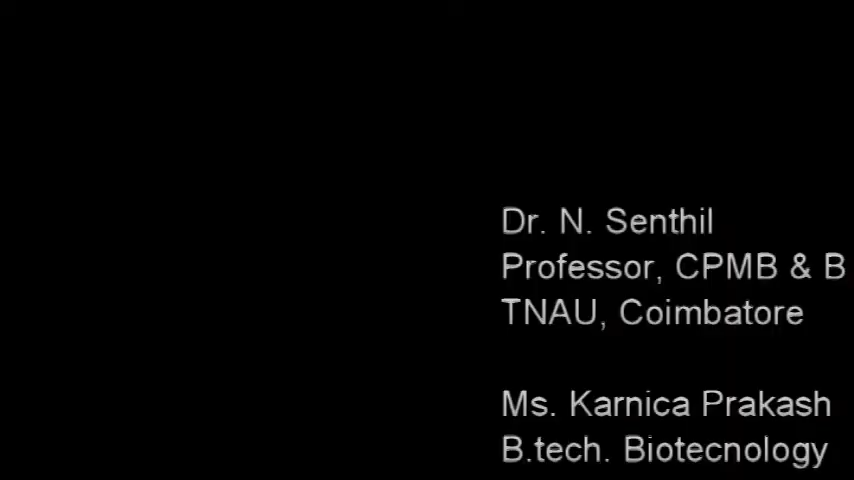 Dr. N. Senthil
Professor, CPMB & B
TNAU, Coimbatore
Ms. Karnica Prakash
B.tech. Biotecnology